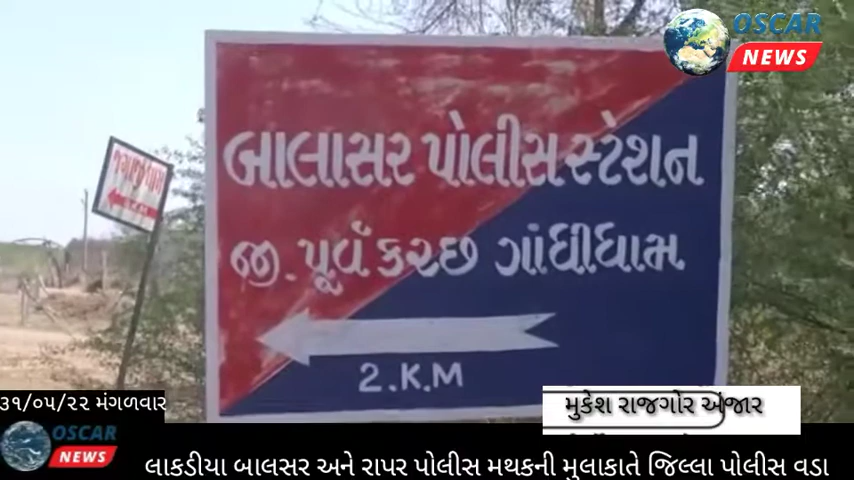 OSCAR
NEWS
બાલાસર પોલીસ સ્ટેશન
જી. પૂર્વ કચ્છ ગાંધીધામ
2.K.M
K.M
૩૧/૦૫/૨૨ મંગળવાર
મુકેશ રાજગોર અંજાર
OSCAR
NEWS
લાકડીયા બાલસર અને રાપર પોલીસ મથકની મુલાકાતે જિલ્લા પોલીસ વડા